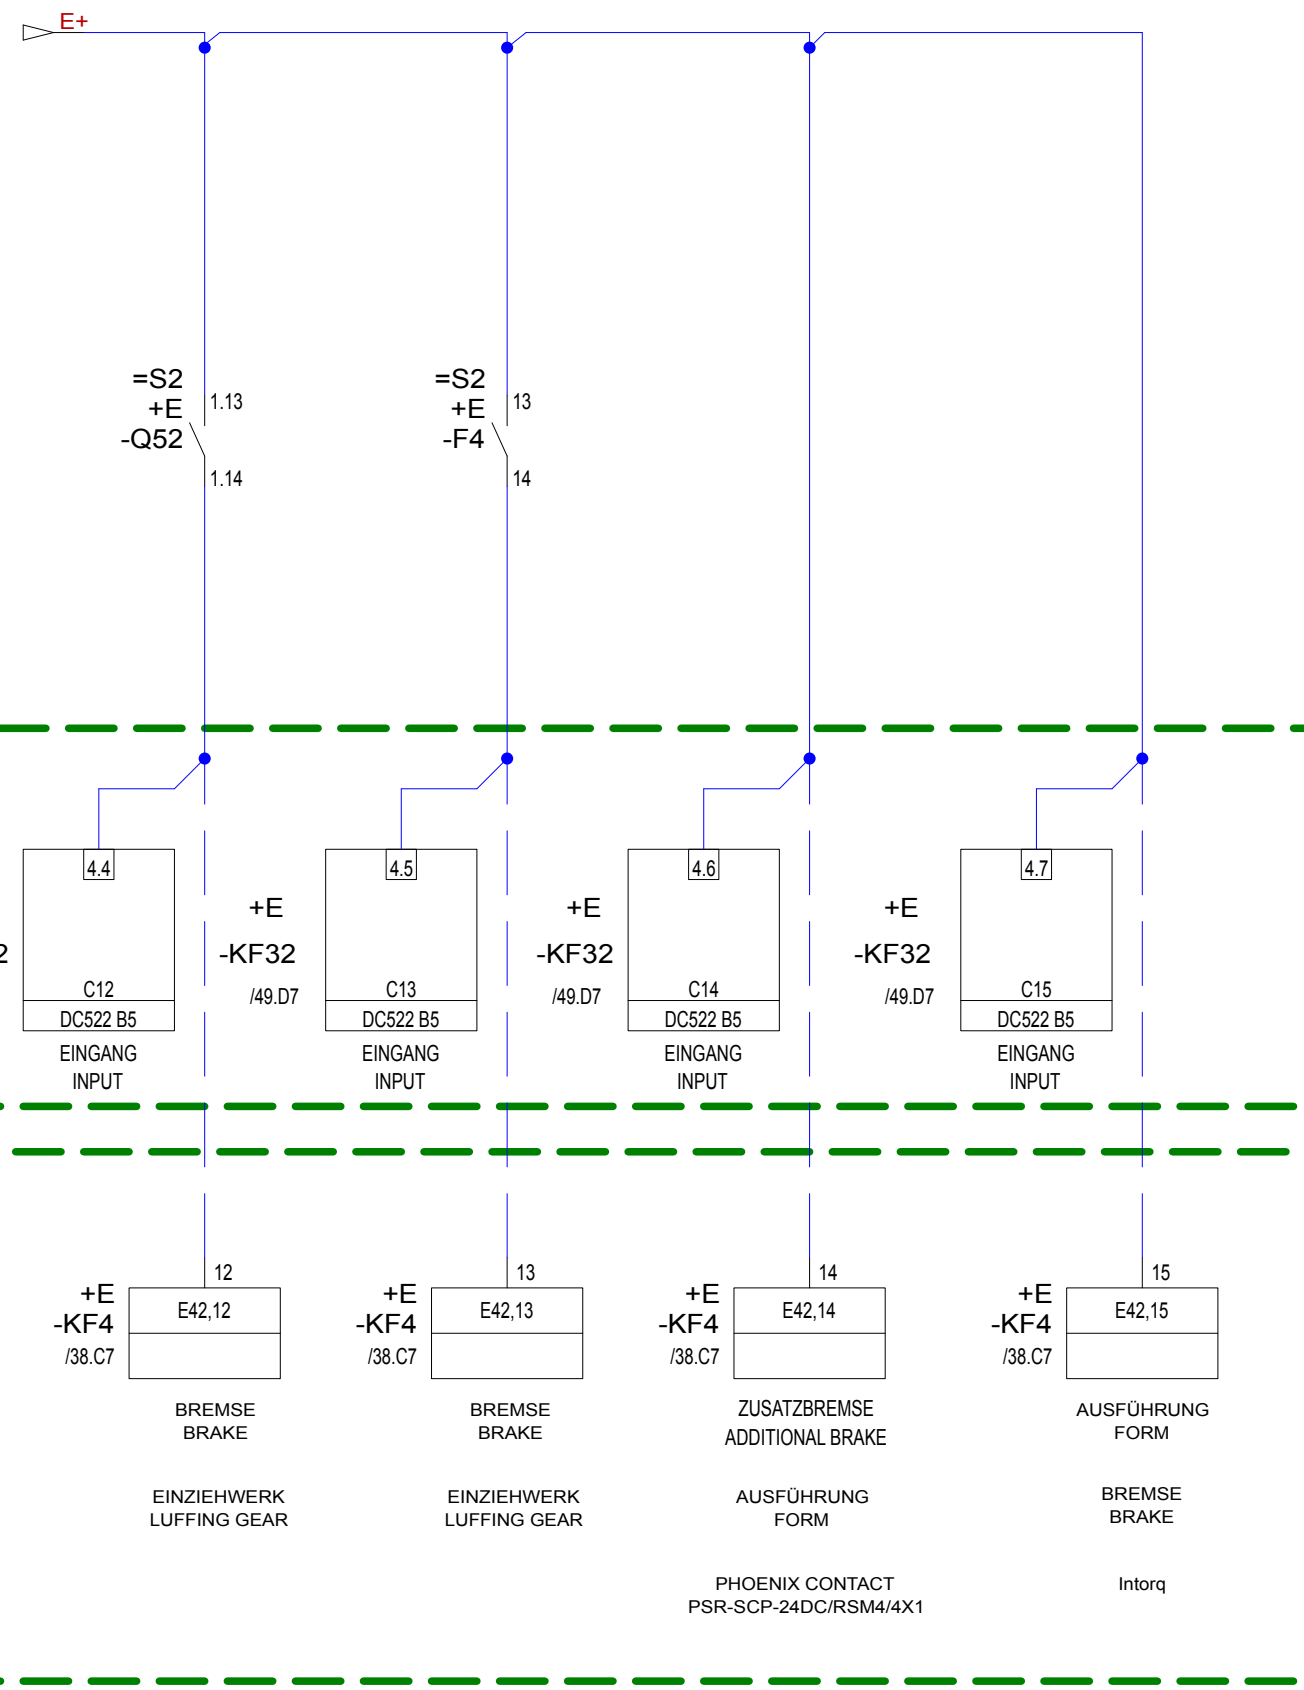 E+
=S2
+E
-Q52
1.13
1.14
=S2
+E
-F4
13
14
4.4
C12
DC522 B5
EINGANG
INPUT
2
+E
-KF32
/49.D7
4.5
C13
DC522 B5
EINGANG
INPUT
+E
-KF32
/49.D7
4.6
C14
DC522 B5
EINGANG
INPUT
+E
-KF32
/49.D7
4.7
C15
DC522 B5
EINGANG
INPUT
+E
-KF4
/38.C7
12
E42,12
BREMSE
BRAKE
EINZIEHWERK
LUFFING GEAR
+E
-KF4
/38.C7
13
E42,13
BREMSE
BRAKE
EINZIEHWERK
LUFFING GEAR
+E
-KF4
/38.C7
14
E42,14
ZUSATZBREMSE
ADDITIONAL BRAKE
AUSFÜHRUNG
FORM
PHOENIX CONTACT
PSR-SCP-24DC/RSM4/4X1
+E
-KF4
/38.C7
15
E42,15
AUSFÜHRUNG
FORM
BREMSE
BRAKE
Intorq